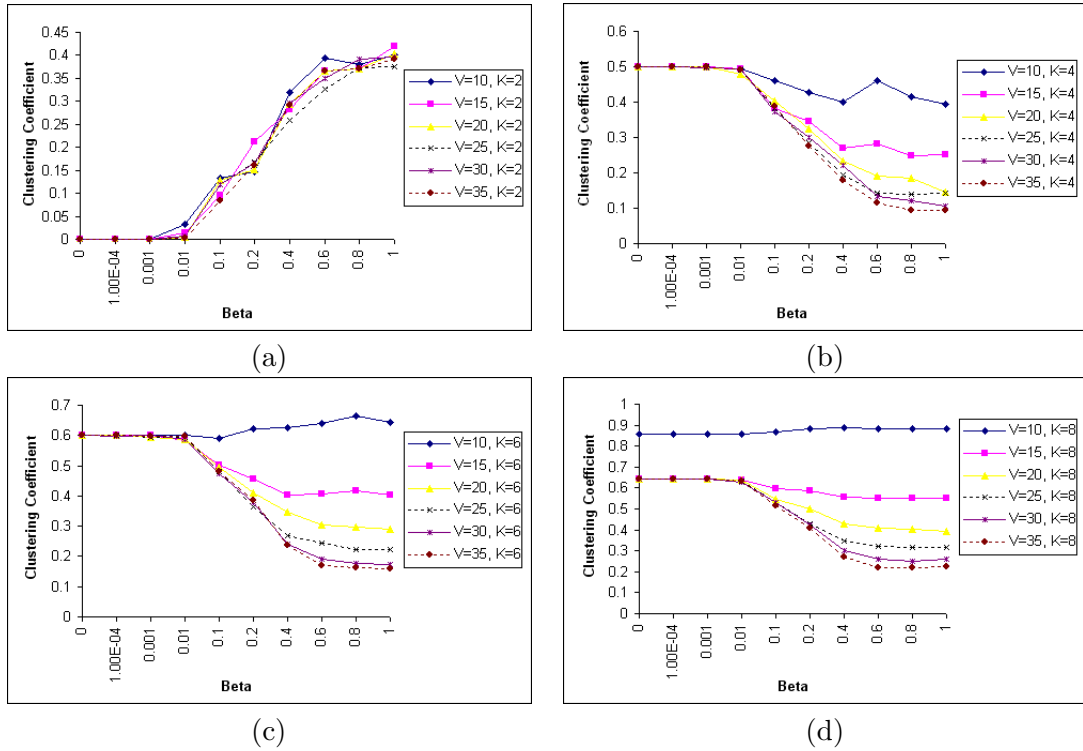 Clustering Coefficient
0.45
0.4
0.35
0.3
0.25
0.2
0.15
0.1
0.05
0
0
1.00E-04
0.001
0.01
0.1
0.2
0.4
0.6
0.8
1
Beta
V=10, K=2
V=15, K=2
V=20, K=2
V=25, K=2
V=30, K=2
V=35, K=2
(a)
Clustering Coefficient
0.6
0.5
0.4
0.3
0.2
0.1
0
0
1.00E-04
0.001
0.01
0.1
0.2
0.4
0.6
0.8
1
Beta
V=10, K=4
V=15, K=4
V=20, K=4
V=25, K=4
V=30, K=4
V=35, K=4
(b)
Clustering Coefficient
0.7
0.6
0.5
0.4
0.3
0.2
0.1
0
0
1.00E-04
0.001
0.01
0.1
0.2
0.4
0.6
0.8
1
Beta
V=10, K=6
V=15, K=6
V=20, K=6
V=25, K=6
V=30, K=6
V=35, K=6
(c)
Clustering Coefficient
1
0.9
0.8
0.7
0.6
0.5
0.4
0.3
0.2
0.1
0
0
1.00E-04
0.001
0.01
0.1
0.2
0.4
0.6
0.8
1
Beta
V=10, K=8
V=15, K=8
V=20, K=8
V=25, K=8
V=30, K=8
V=35, K=8
(d)